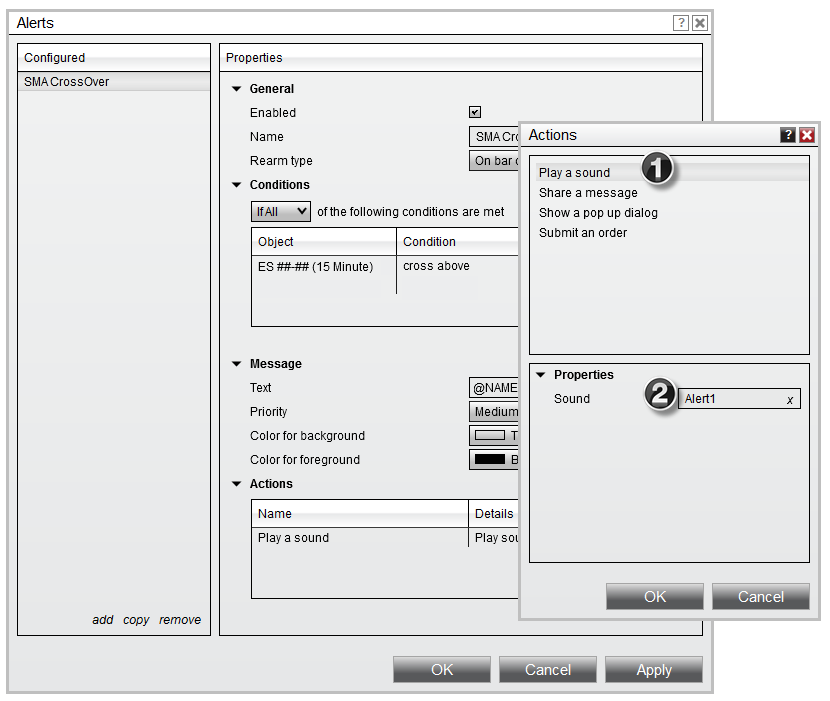 Alerts
?
Configured
SMA CrossOver
add copy remove
Properties
General
Enabled
Name SMA Cro
Rearm type On bar c
Conditions
If All of the following conditions are met
Object Condition
ES ##-## (15 Minute) cross above
Message
Text @NAME
Priority Medium
Color for background T
Color for foreground B
Actions
Name Details
Play a sound Play sou
OK Cancel Apply
Actions
?
Play a sound 1
Share a message
Show a pop up dialog
Submit an order
Properties
Sound 2 Alert1 x
OK Cancel